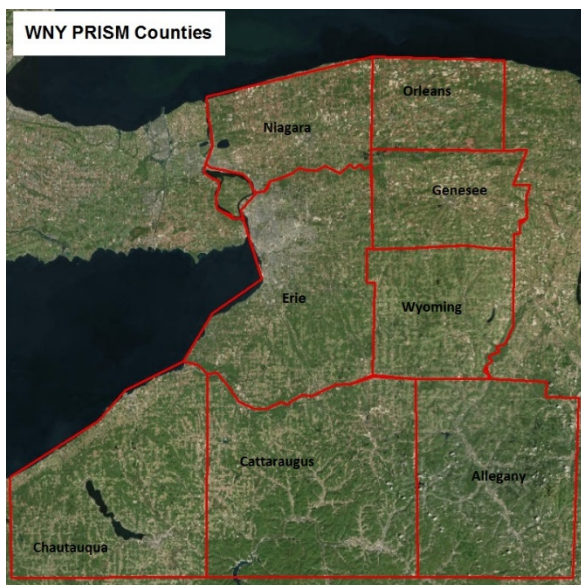 WNY PRISM Counties
Orleans
Niagara
Genesee
Erie
Wyoming
Cattaraugus
Allegany
Chautauqua